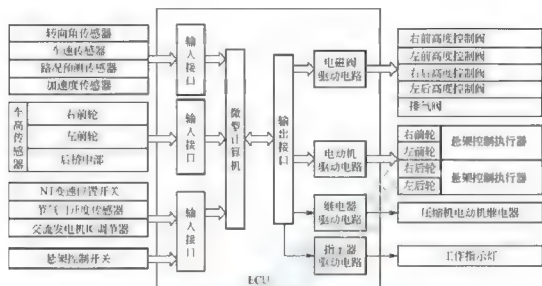 转向角传感器
车速传感器
路况预测传感器
加速度传感器
输入接口
车高传感器
右前轮
左前轮
后桥中部
输入接口
节气门开度传感器
交流发电机IC调节器
悬架控制开关
输入接口
微型计算机
输出接口
电磁阀
驱动电路
右前高度控制阀
左前高度控制阀
右后高度控制阀
左后高度控制阀
排气阀
电动机
驱动电路
右前轮
左前轮
悬架控制执行器
右后轮
左后轮
悬架控制执行器
继电器
驱动电路
压缩机电动机继电器
驱动电路
工作指示灯
ECU